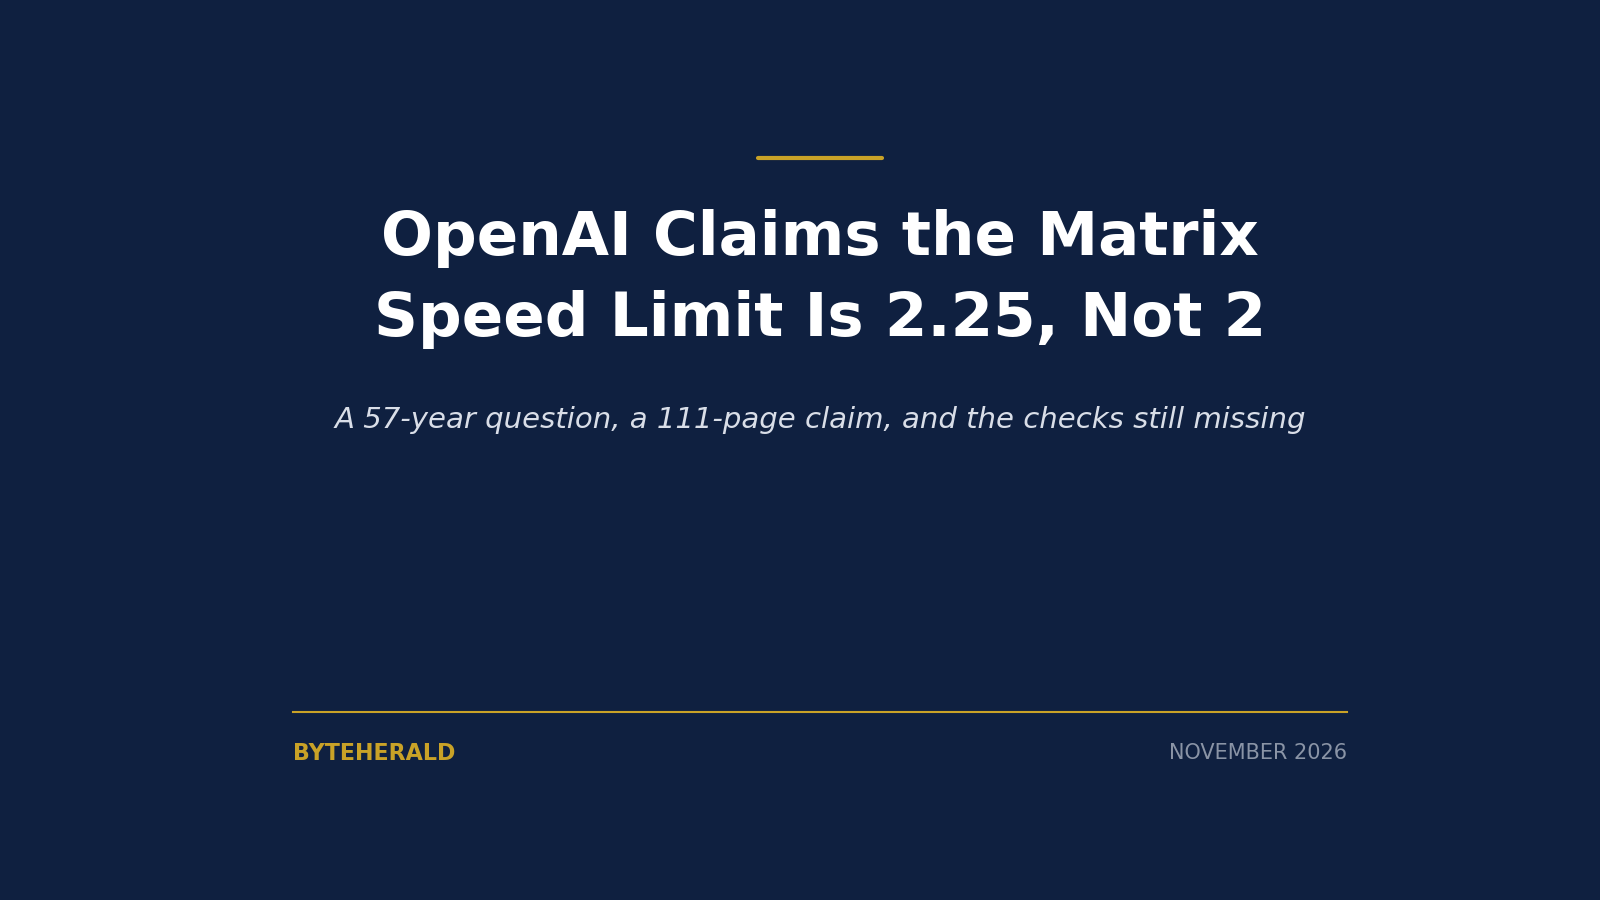 OpenAI Claims the Matrix
Speed Limit Is 2.25, Not 2
A 57-year question, a 111-page claim, and the checks still missing
BYTEHERALD
NOVEMBER 2026